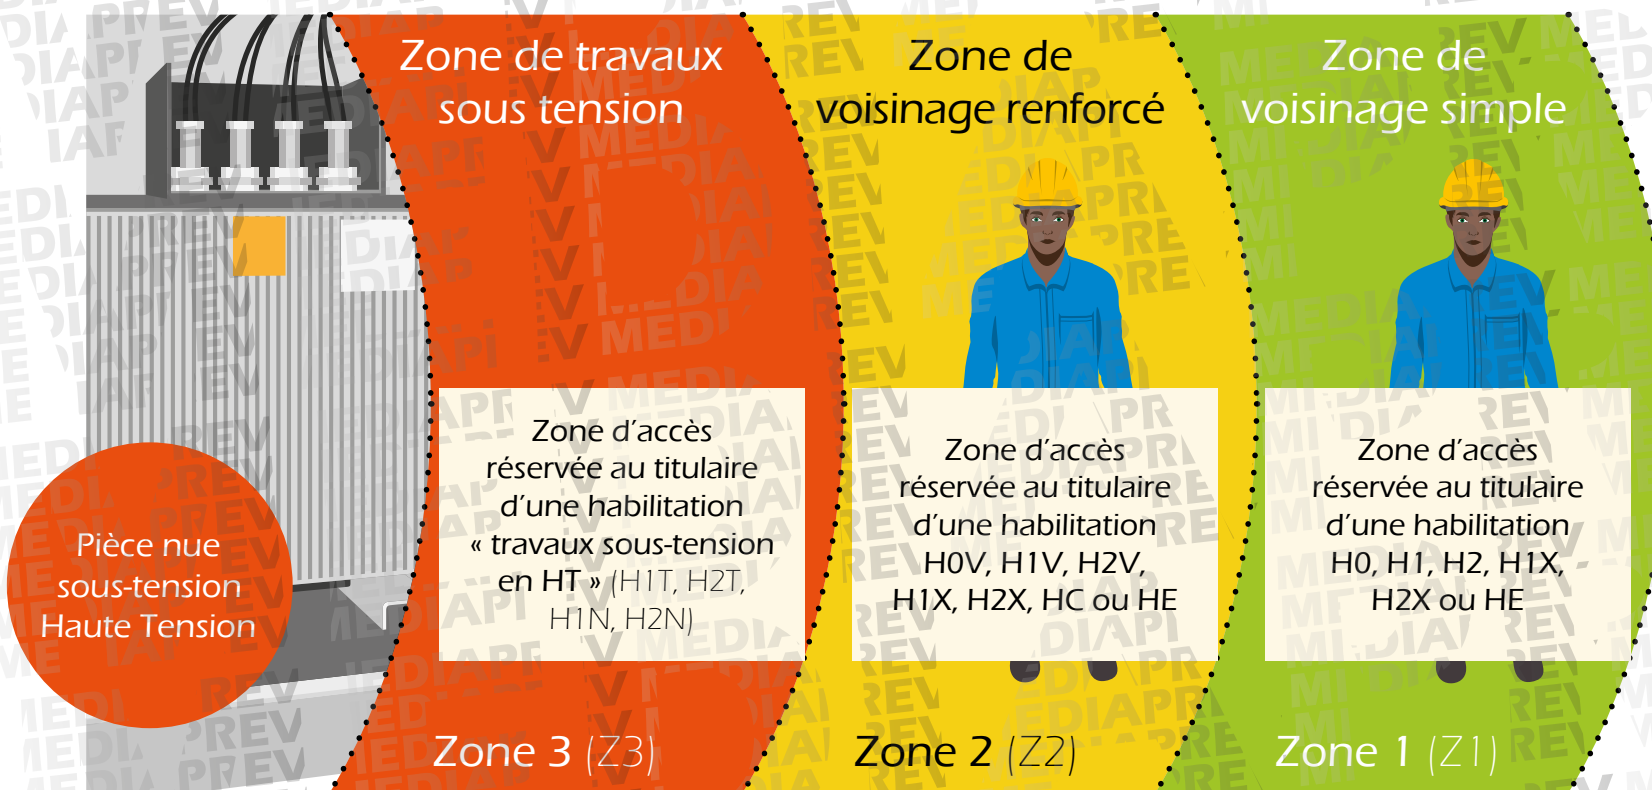 Zone de travaux
sous tension
Zone de
voisinage renforcé
Zone de
voisinage simple
Pièce nue
sous-tension
Haute Tension
Zone d’accès
réservée au titulaire
d’une habilitation
« travaux sous-tension
en HT » (H1T, H2T,
H1N, H2N)
Zone d’accès
réservée au titulaire
d’une habilitation
H0V, H1V, H2V,
H1X, H2X, HC ou HE
Zone d’accès
réservée au titulaire
d’une habilitation
H0, H1, H2, H1X,
H2X ou HE
Zone 3 (Z3)
Zone 2 (Z2)
Zone 1 (Z1)